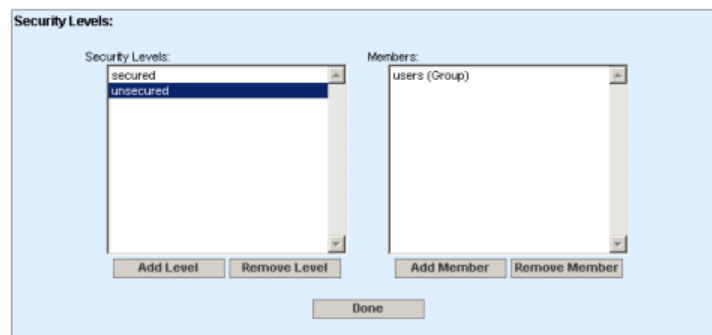 Security Levels:
Security Levels:
secured
unsecured
Members:
users (Group)
Add Level
Remove Level
Add Member
Remove Member
Done